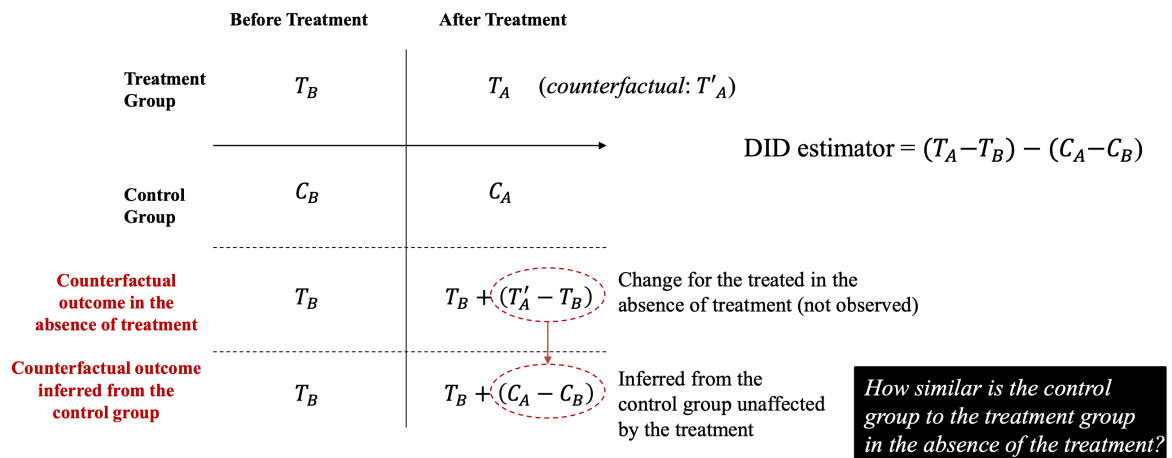 Before Treatment
After Treatment
Treatment
Group
T_B
T_A (counterfactual: T'_A)
DID estimator = (T_A−T_B) − (C_A−C_B)
Control
Group
C_B
C_A
Counterfactual
outcome in the
absence of treatment
T_B
T_B + (T'_A − T_B)
Change for the treated in the
absence of treatment (not observed)
Counterfactual outcome
inferred from the
control group
T_B
T_B + (C_A − C_B)
Inferred from the
control group unaffected
by the treatment
How similar is the control
group to the treatment group
in the absence of the treatment?